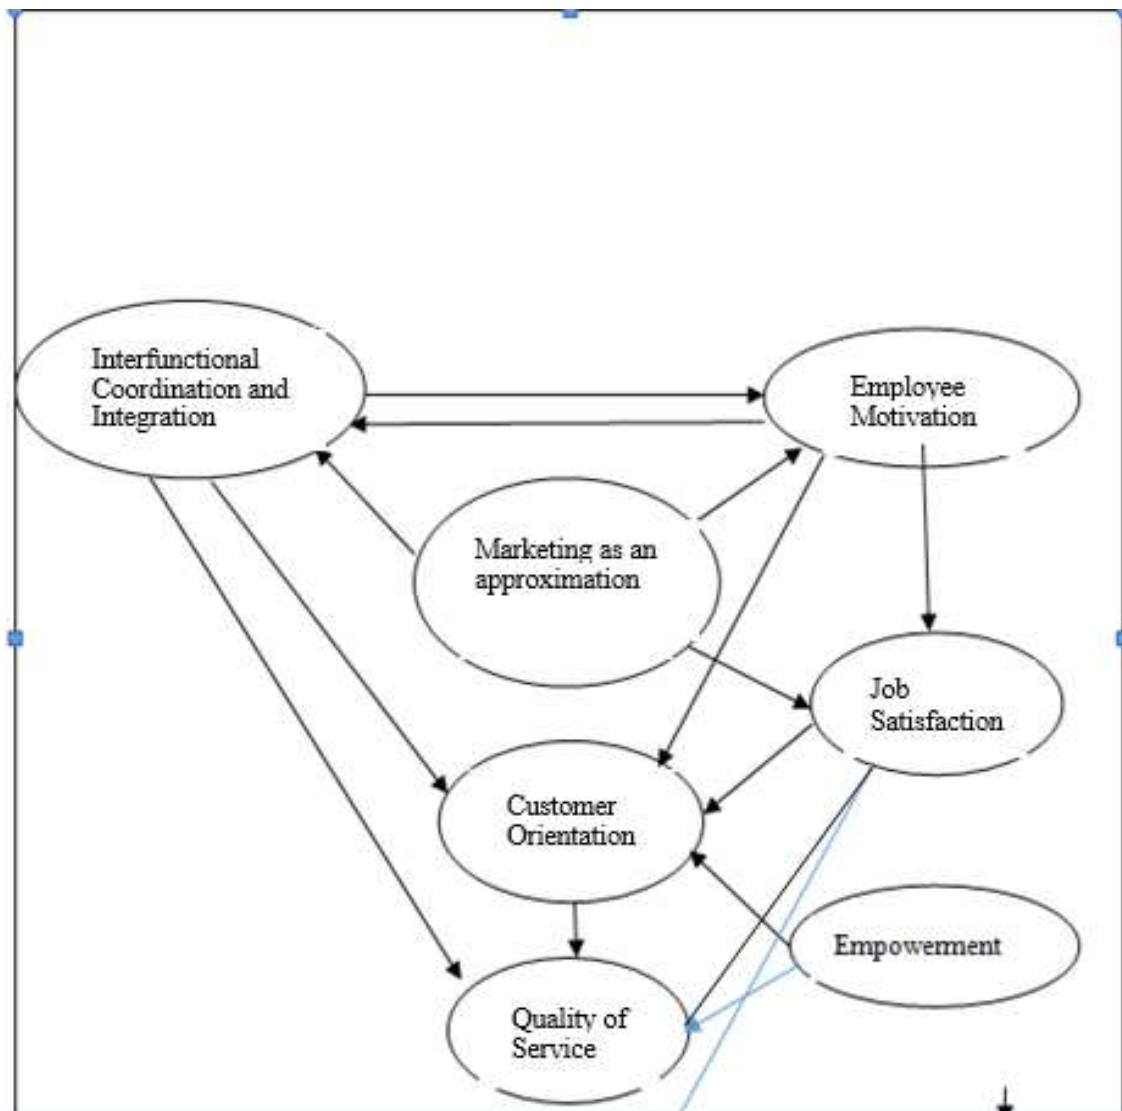 Interfunctional
Coordination and
Integration
Employee
Motivation
Marketing as an
approximation
Job
Satisfaction
Customer
Orientation
Empowerment
Quality of
Service